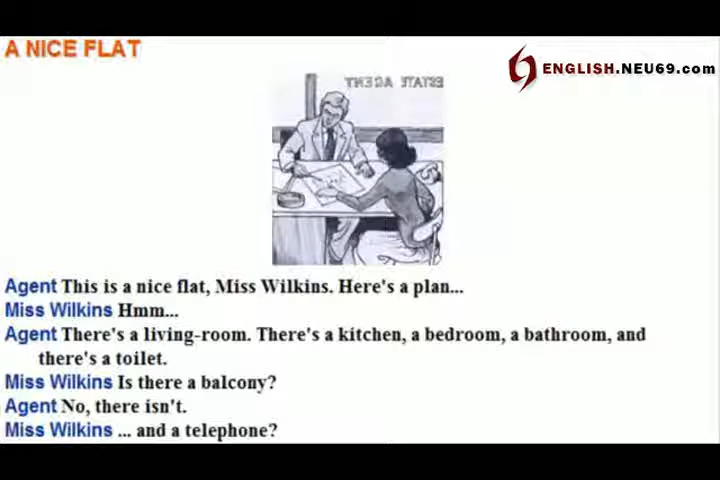 A NICE FLAT
ENGLISH.NEU69.com
ESTATE AGENT
Agent This is a nice flat, Miss Wilkins. Here's a plan...
Miss Wilkins Hmm...
Agent There's a living-room. There's a kitchen, a bedroom, a bathroom, and
there's a toilet.
Miss Wilkins Is there a balcony?
Agent No, there isn't.
Miss Wilkins ... and a telephone?